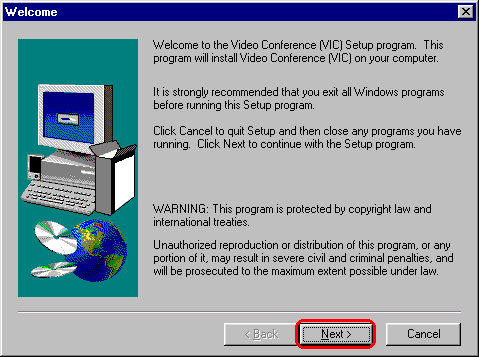 Welcome
Welcome to the Video Conference (VIC) Setup program.  This
program will install Video Conference (VIC) on your computer.
It is strongly recommended that you exit all Windows programs
before running this Setup program.
Click Cancel to quit Setup and then close any programs you have
running.  Click Next to continue with the Setup program.
WARNING: This program is protected by copyright law and
international treaties.
Unauthorized reproduction or distribution of this program, or any
portion of it, may result in severe civil and criminal penalties, and
will be prosecuted to the maximum extent possible under law.
< Back
Next >
Cancel